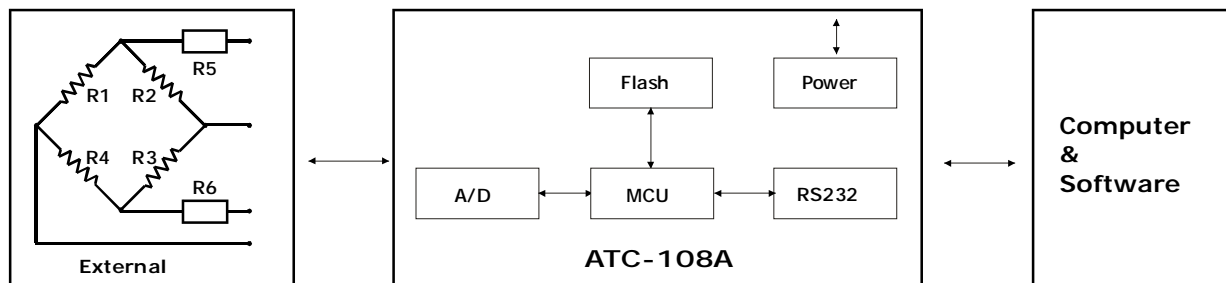 R5
R1
R2
R4
R3
R6
External
Flash
Power
A/D
MCU
RS232
ATC-108A
Computer
&
Software